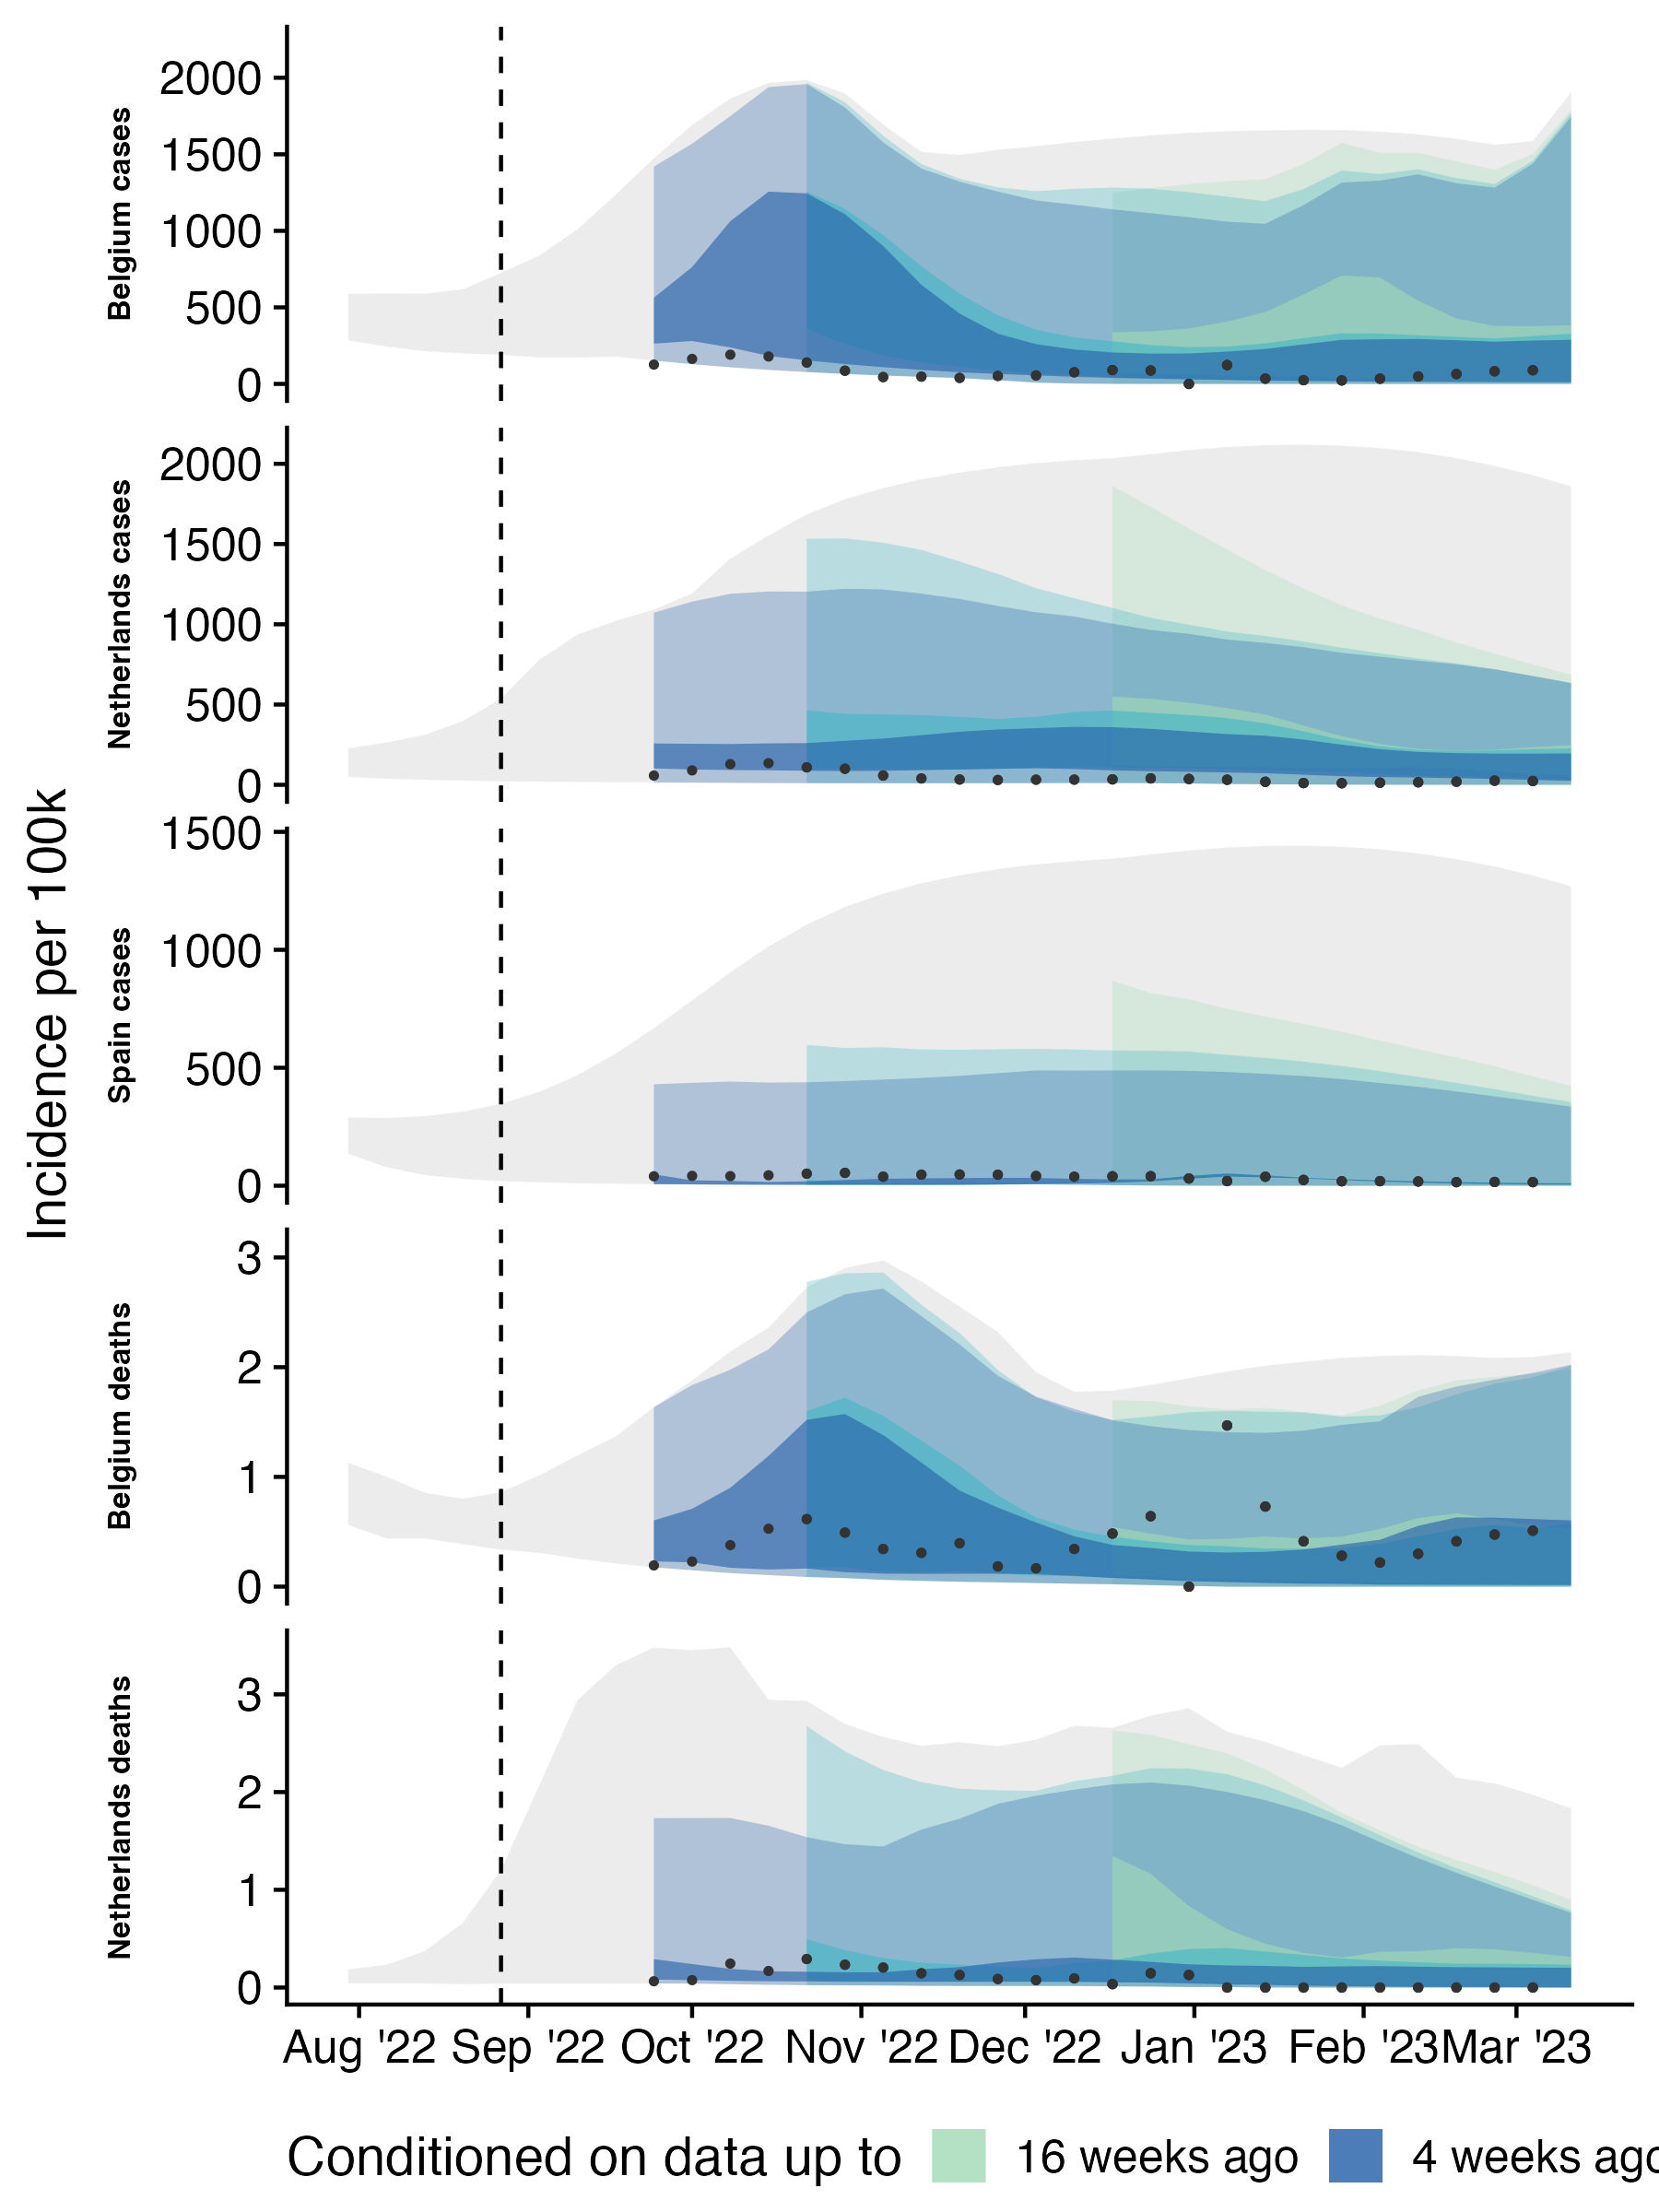 Incidence per 100k
Belgium cases
2000
1500
1000
500
0
Netherlands cases
2000
1500
1000
500
0
Spain cases
1500
1000
500
0
Belgium deaths
3
2
1
0
Netherlands deaths
3
2
1
0
Aug '22 Sep '22 Oct '22 Nov '22 Dec '22 Jan '23 Feb '23 Mar '23
Conditioned on data up to 16 weeks ago 4 weeks ago